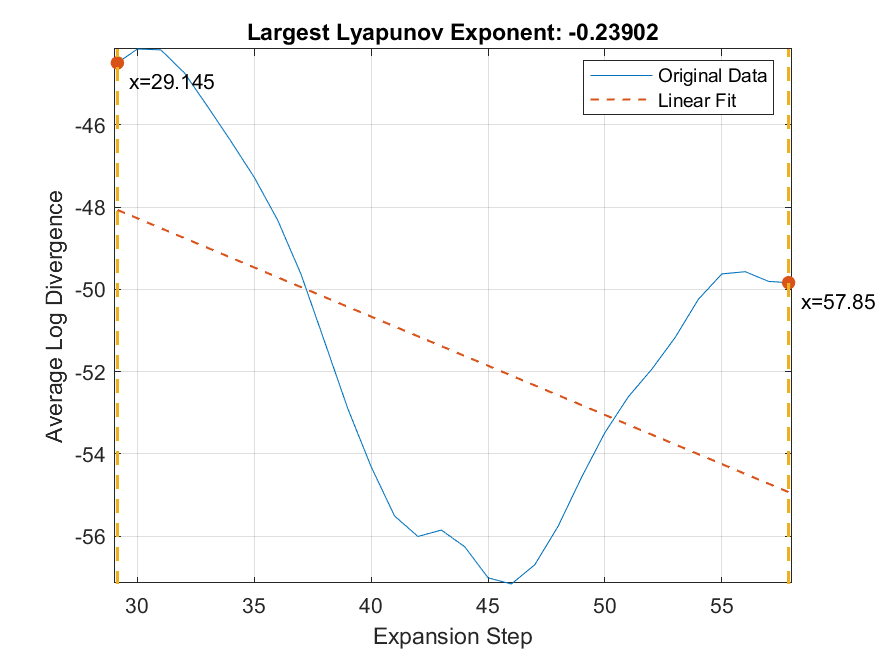 Largest Lyapunov Exponent: -0.23902
Original Data
Linear Fit
x=29.145
x=57.85
Average Log Divergence
-46
-48
-50
-52
-54
-56
30 35 40 45 50 55
Expansion Step